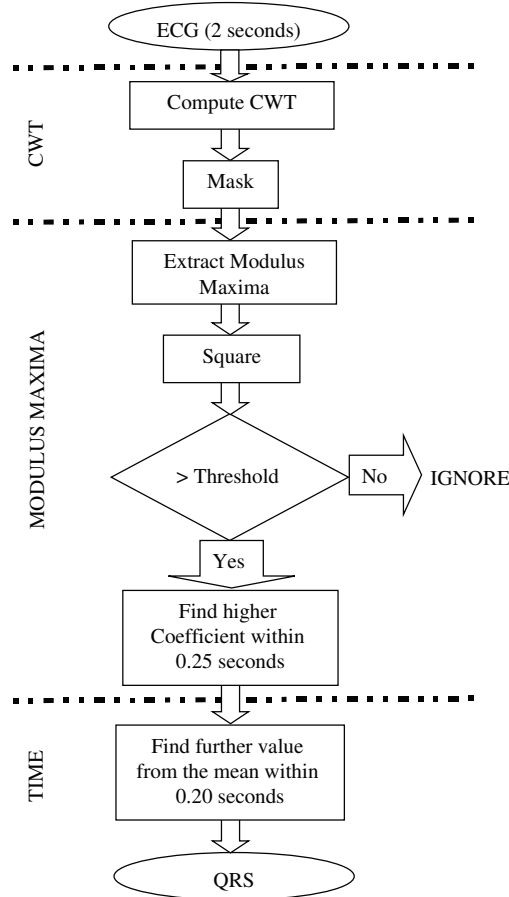 ECG (2 seconds)
CWT
Compute CWT
Mask
MODULUS MAXIMA
Extract Modulus
Maxima
Square
> Threshold
No
IGNORE
Yes
Find higher
Coefficient within
0.25 seconds
TIME
Find further value
from the mean within
0.20 seconds
QRS